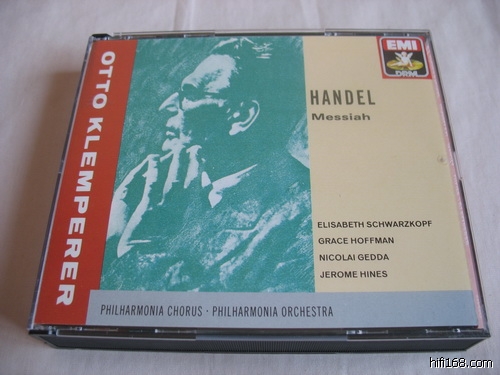 OTTO KLEMPERER
EMI
DRM
HANDEL
Messiah
ELISABETH SCHWARZKOPF
GRACE HOFFMAN
NICOLAI GEDDA
JEROME HINES
PHILHARMONIA CHORUS · PHILHARMONIA ORCHESTRA
hifi168.com